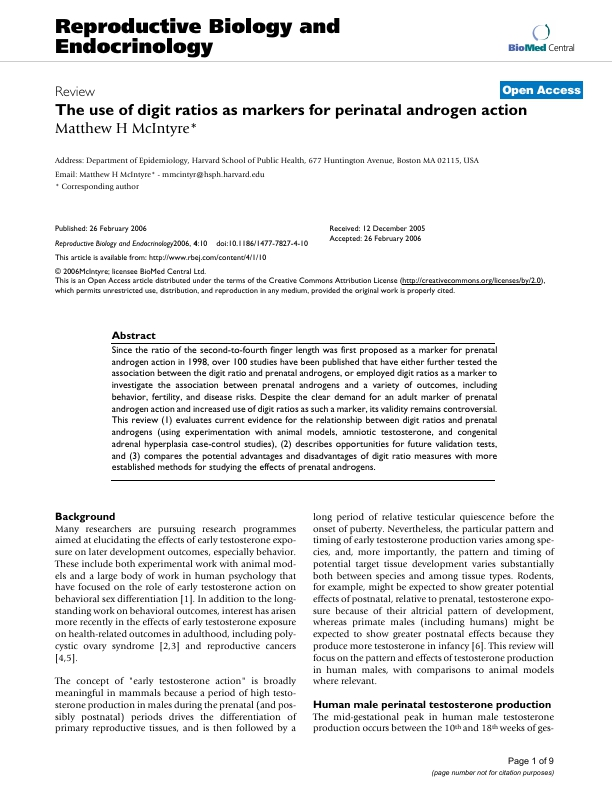 Reproductive Biology and
Endocrinology
BioMed Central
Review
Open Access
The use of digit ratios as markers for perinatal androgen action
Matthew H McIntyre*
Address: Department of Epidemiology, Harvard School of Public Health, 677 Huntington Avenue, Boston MA 02115, USA
Email: Matthew H McIntyre* - mmcintyr@hsph.harvard.edu
* Corresponding author
Published: 26 February 2006
Reproductive Biology and Endocrinology2006, 4:10 doi:10.1186/1477-7827-4-10
Received: 12 December 2005
Accepted: 26 February 2006
This article is available from: http://www.rbej.com/content/4/1/10
© 2006McIntyre; licensee BioMed Central Ltd.
This is an Open Access article distributed under the terms of the Creative Commons Attribution License (http://creativecommons.org/licenses/by/2.0),
which permits unrestricted use, distribution, and reproduction in any medium, provided the original work is properly cited.
Abstract
Since the ratio of the second-to-fourth finger length was first proposed as a marker for prenatal
androgen action in 1998, over 100 studies have been published that have either further tested the
association between the digit ratio and prenatal androgens, or employed digit ratios as a marker to
investigate the association between prenatal androgens and a variety of outcomes, including
behavior, fertility, and disease risks. Despite the clear demand for an adult marker of prenatal
androgen action and increased use of digit ratios as such a marker, its validity remains controversial.
This review (1) evaluates current evidence for the relationship between digit ratios and prenatal
androgens (using experimentation with animal models, amniotic testosterone, and congenital
adrenal hyperplasia case-control studies), (2) describes opportunities for future validation tests,
and (3) compares the potential advantages and disadvantages of digit ratio measures with more
established methods for studying the effects of prenatal androgens.
Background
Many researchers are pursuing research programmes
aimed at elucidating the effects of early testosterone expo-
sure on later development outcomes, especially behavior.
These include both experimental work with animal mod-
els and a large body of work in human psychology that
have focused on the role of early testosterone action on
behavioral sex differentiation [1]. In addition to the long-
standing work on behavioral outcomes, interest has arisen
more recently in the effects of early testosterone exposure
on health-related outcomes in adulthood, including poly-
cystic ovary syndrome [2,3] and reproductive cancers
[4,5].
The concept of "early testosterone action" is broadly
meaningful in mammals because a period of high testo-
sterone production in males during the prenatal (and pos-
sibly postnatal) periods drives the differentiation of
primary reproductive tissues, and is then followed by a
long period of relative testicular quiescence before the
onset of puberty. Nevertheless, the particular pattern and
timing of early testosterone production varies among spe-
cies, and, more importantly, the pattern and timing of
potential target tissue development varies substantially
both between species and among tissue types. Rodents,
for example, might be expected to show greater potential
effects of postnatal, relative to prenatal, testosterone expo-
sure because of their altricial pattern of development,
whereas primate males (including humans) might be
expected to show greater postnatal effects because they
produce more testosterone in infancy [6]. This review will
focus on the pattern and effects of testosterone production
in human males, with comparisons to animal models
where relevant.
Human male perinatal testosterone production
The mid-gestational peak in human male testosterone
production occurs between the 10th and 18th weeks of ges-
Page 1 of 9
(page number not for citation purposes)